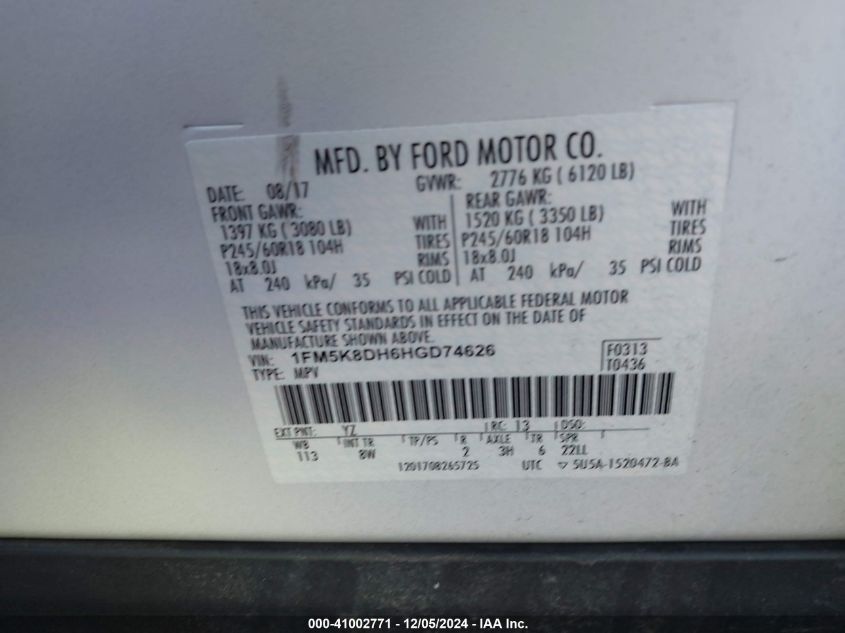 MFD. BY FORD MOTOR CO.
DATE: 08/17 GVWR: 2776 KG ( 6120 LB)
FRONT GAWR: REAR GAWR:
1397 KG ( 3080 LB) WITH 1520 KG ( 3350 LB) WITH
P245/60R18 104H TIRES P245/60R18 104H TIRES
18x8.0J RIMS 18x8.0J RIMS
AT 240 kPa/ 35 PSI COLD AT 240 kPa/ 35 PSI COLD
THIS VEHICLE CONFORMS TO ALL APPLICABLE FEDERAL MOTOR
VEHICLE SAFETY STANDARDS IN EFFECT ON THE DATE OF
MANUFACTURE SHOWN ABOVE.
VIN: 1FM5K8DH6HGD74626 F0313
TYPE: MPV T0436
EXT PNT: YZ RC: 13 DSO:
WB INT TR TP/PS R AXLE TR SPR
113 8W 2 3H 6 22LL
1201708265725 UTC 5U5A-1520472-BA
000-41002771 - 12/05/2024 - IAA Inc.